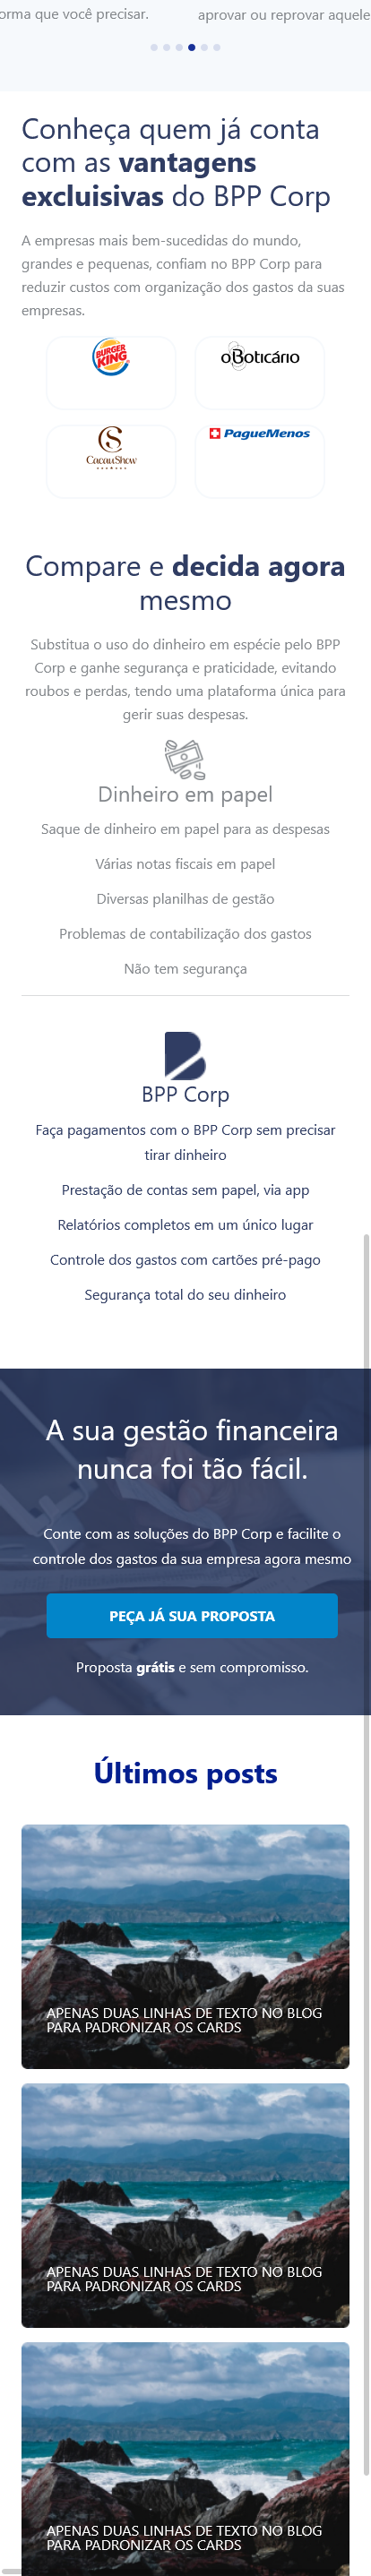 orma que você precisar.
aprovar ou reprovar aquele
Conheça quem já conta
com as vantagens
exclusivas do BPP Corp
A empresas mais bem-sucedidas do mundo,
grandes e pequenas, confiam no BPP Corp para
reduzir custos com organização dos gastos da suas
empresas.
BURGER
KING
oBoticário
CacauShow
PagueMenos
Compare e decida agora
mesmo
Substitua o uso do dinheiro em espécie pelo BPP
Corp e ganhe segurança e praticidade, evitando
roubos e perdas, tendo uma plataforma única para
gerir suas despesas.
Dinheiro em papel
Saque de dinheiro em papel para as despesas
Várias notas fiscais em papel
Diversas planilhas de gestão
Problemas de contabilização dos gastos
Não tem segurança
BPP Corp
Faça pagamentos com o BPP Corp sem precisar
tirar dinheiro
Prestação de contas sem papel, via app
Relatórios completos em um único lugar
Controle dos gastos com cartões pré-pago
Segurança total do seu dinheiro
A sua gestão financeira
nunca foi tão fácil.
Conte com as soluções do BPP Corp e facilite o
controle dos gastos da sua empresa agora mesmo
PEÇA JÁ SUA PROPOSTA
Proposta grátis e sem compromisso.
Últimos posts
APENAS DUAS LINHAS DE TEXTO NO BLOG
PARA PADRONIZAR OS CARDS
APENAS DUAS LINHAS DE TEXTO NO BLOG
PARA PADRONIZAR OS CARDS
APENAS DUAS LINHAS DE TEXTO NO BLOG
PARA PADRONIZAR OS CARDS